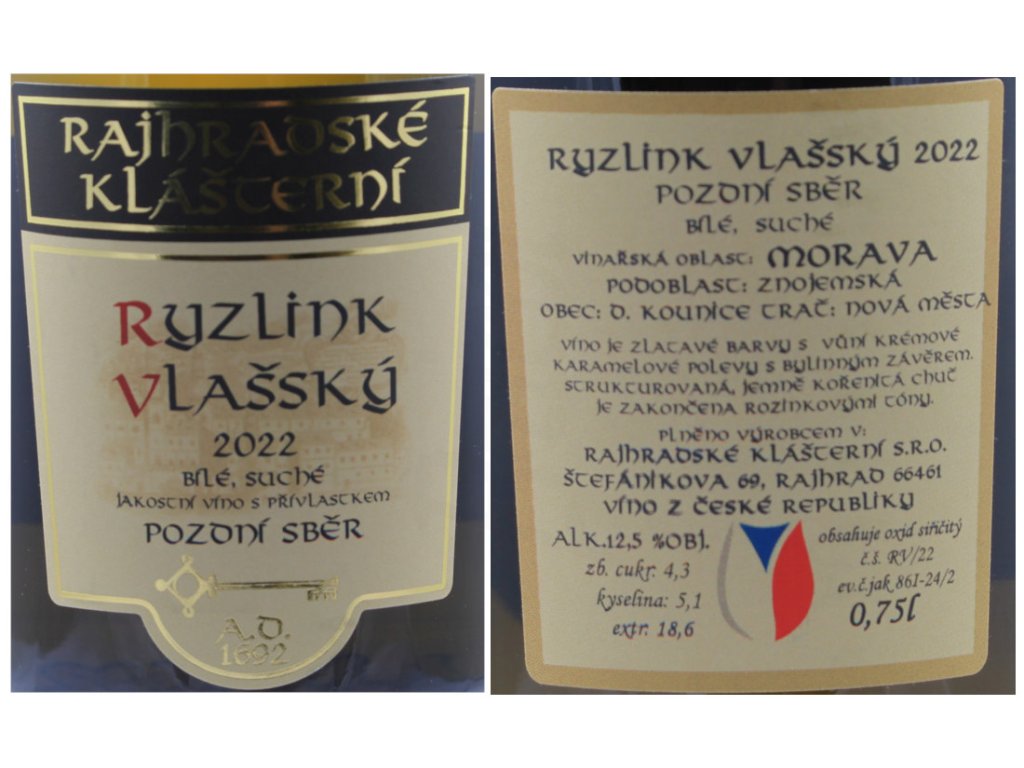 Rajhradské
Klášterní
Ryzlink
Vlašský
2022
Bílé, suché
Jakostní víno s přívlastkem
Pozdní sběr
A.D.
1692
Ryzlink Vlašský 2022
Pozdní sběr
Bílé, suché
Vinařská oblast: MORAVA
Podoblast: Znojemská
Obec: D. Kounice Trač: Nová Města
Víno je zlatavé barvy s vůní krémové
karamelové polevy s bylinným závěrem.
Strukturovaná, jemně kořenitá chuč
je zakončena rozinkovými tóny.
Plněno výrobcem v:
Rajhradské klášterní s.r.o.
Štefánikova 69, Rajhrad 66461
Víno z České republiky
Alk.12,5 %obj.
zb. cukr: 4,3
kyselina: 5,1
extr: 18,6
obsahuje oxid siřičitý
č.š. RV/22
ev.č.jak 861-24/2
0,75l